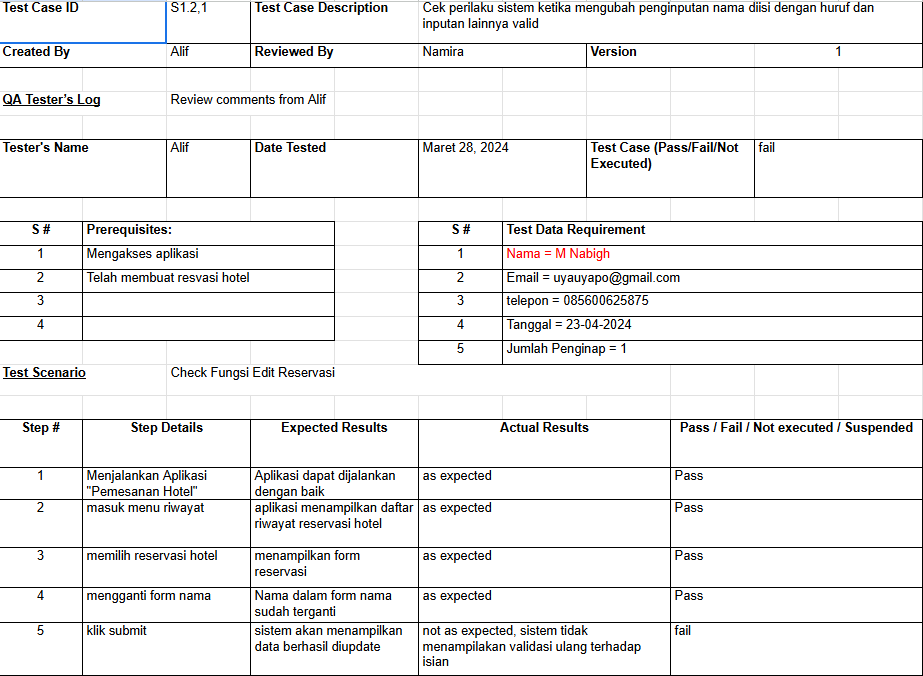 Test Case ID S1.2,1 Test Case Description Cek perilaku sistem ketika mengubah penginputan nama diisi dengan huruf dan
inputan lainnya valid
Created By Alif Reviewed By Namira Version 1
QA Tester's Log Review comments from Alif
Tester's Name Alif Date Tested Maret 28, 2024 Test Case (Pass/Fail/Not
Executed) fail
S # Prerequisites:
1 Mengakses aplikasi
2 Telah membuat resvasi hotel
3
4
S # Test Data Requirement
1 Nama = M Nabigh
2 Email = uyauyapo@gmail.com
3 telepon = 085600625875
4 Tanggal = 23-04-2024
5 Jumlah Penginap = 1
Test Scenario Check Fungsi Edit Reservasi
Step # Step Details Expected Results Actual Results Pass / Fail / Not executed / Suspended
1 Menjalankan Aplikasi
"Pemesanan Hotel"
Aplikasi dapat dijalankan
dengan baik
as expected
Pass
2 masuk menu riwayat
aplikasi menampilkan daftar
riwayat reservasi hotel
as expected
Pass
3 memilih reservasi hotel
menampilkan form
reservasi
as expected
Pass
4 mengganti form nama
Nama dalam form nama
sudah terganti
as expected
Pass
5 klik submit
sistem akan menampilkan
data berhasil diupdate
not as expected, sistem tidak
menampilakan validasi ulang terhadap
isian
fail